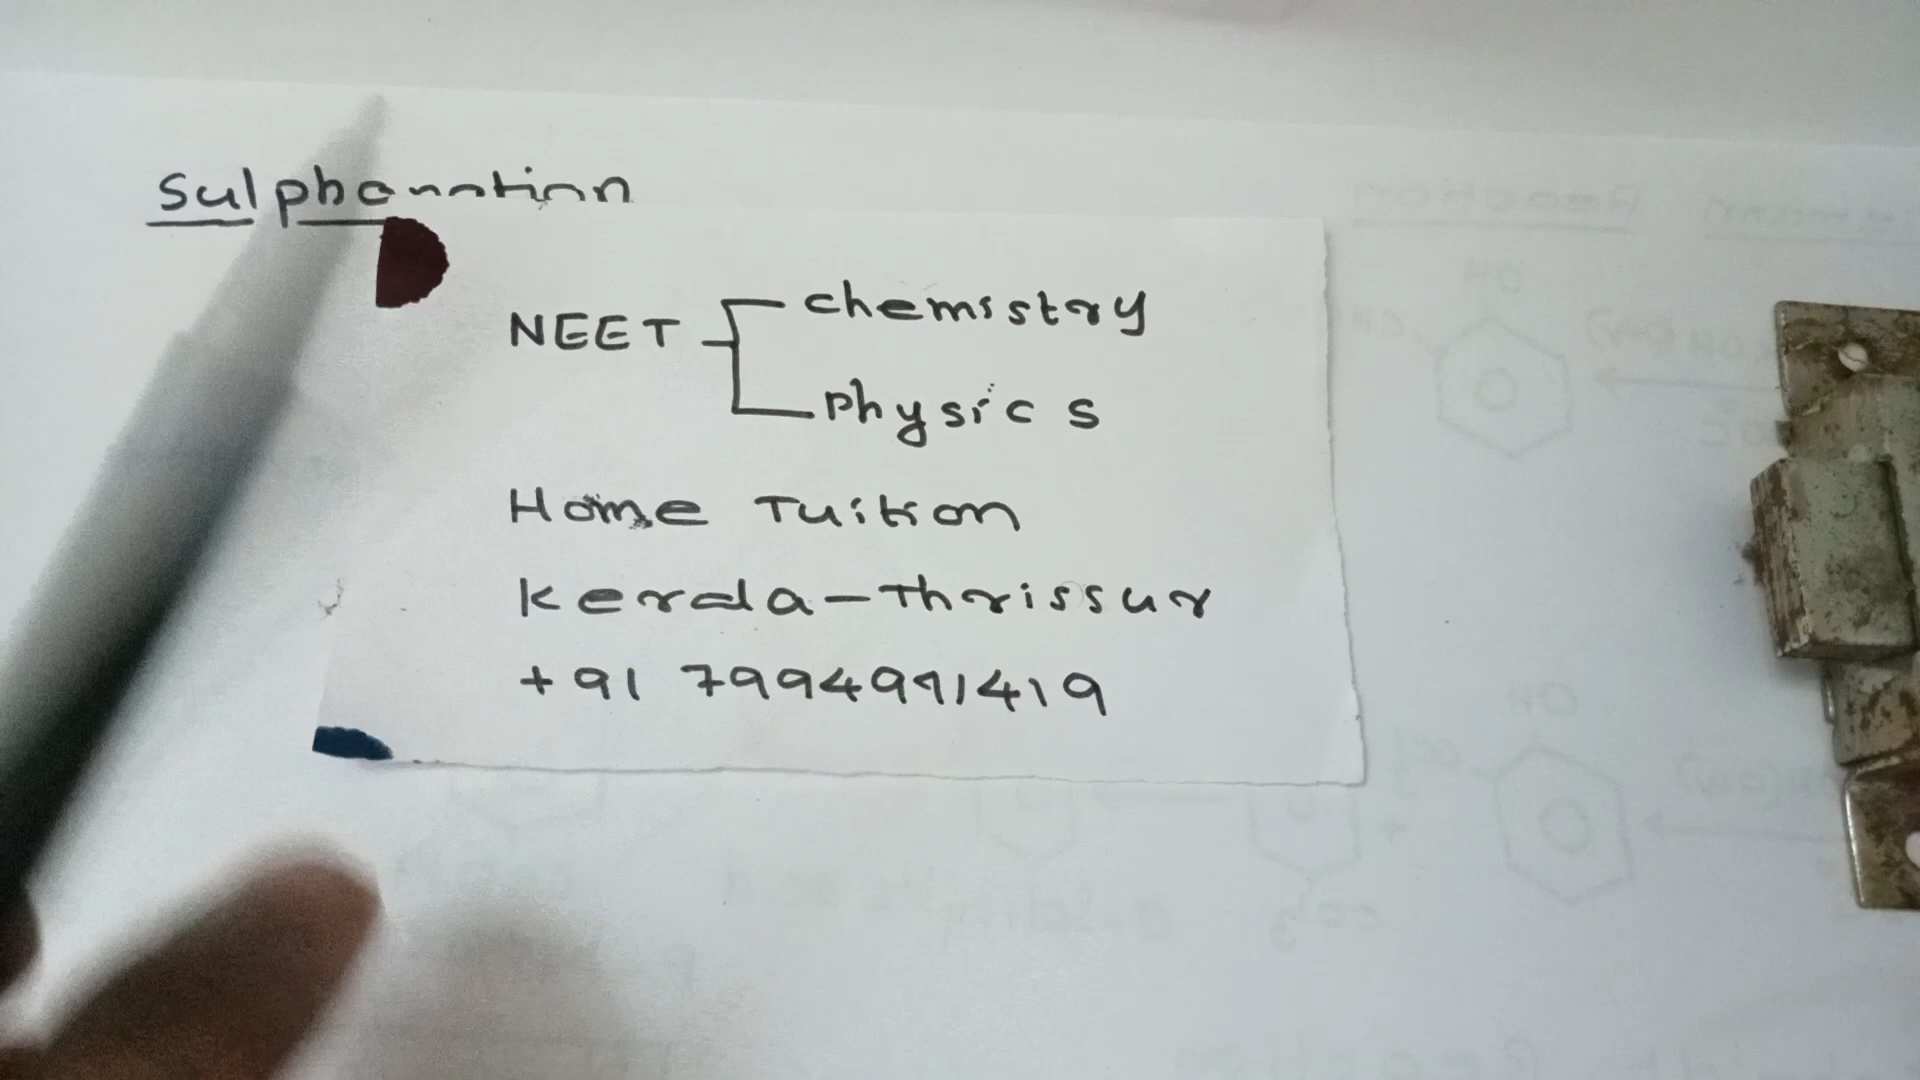 Sulphonation
NEET chemistry
physics
Home Tuition
Kerala - Thrissur
+91 7994991419